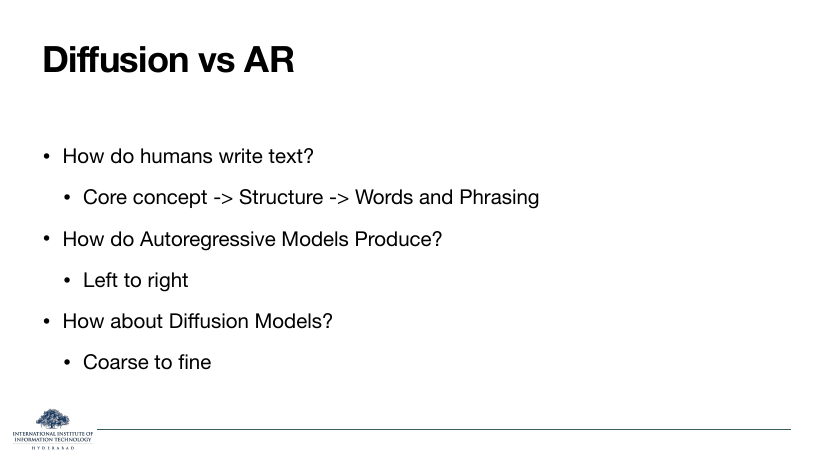 Diffusion vs AR
• How do humans write text?
• Core concept -> Structure -> Words and Phrasing
• How do Autoregressive Models Produce?
• Left to right
• How about Diffusion Models?
• Coarse to fine
INTERNATIONAL INSTITUTE OF
INFORMATION TECHNOLOGY
HYDERABAD